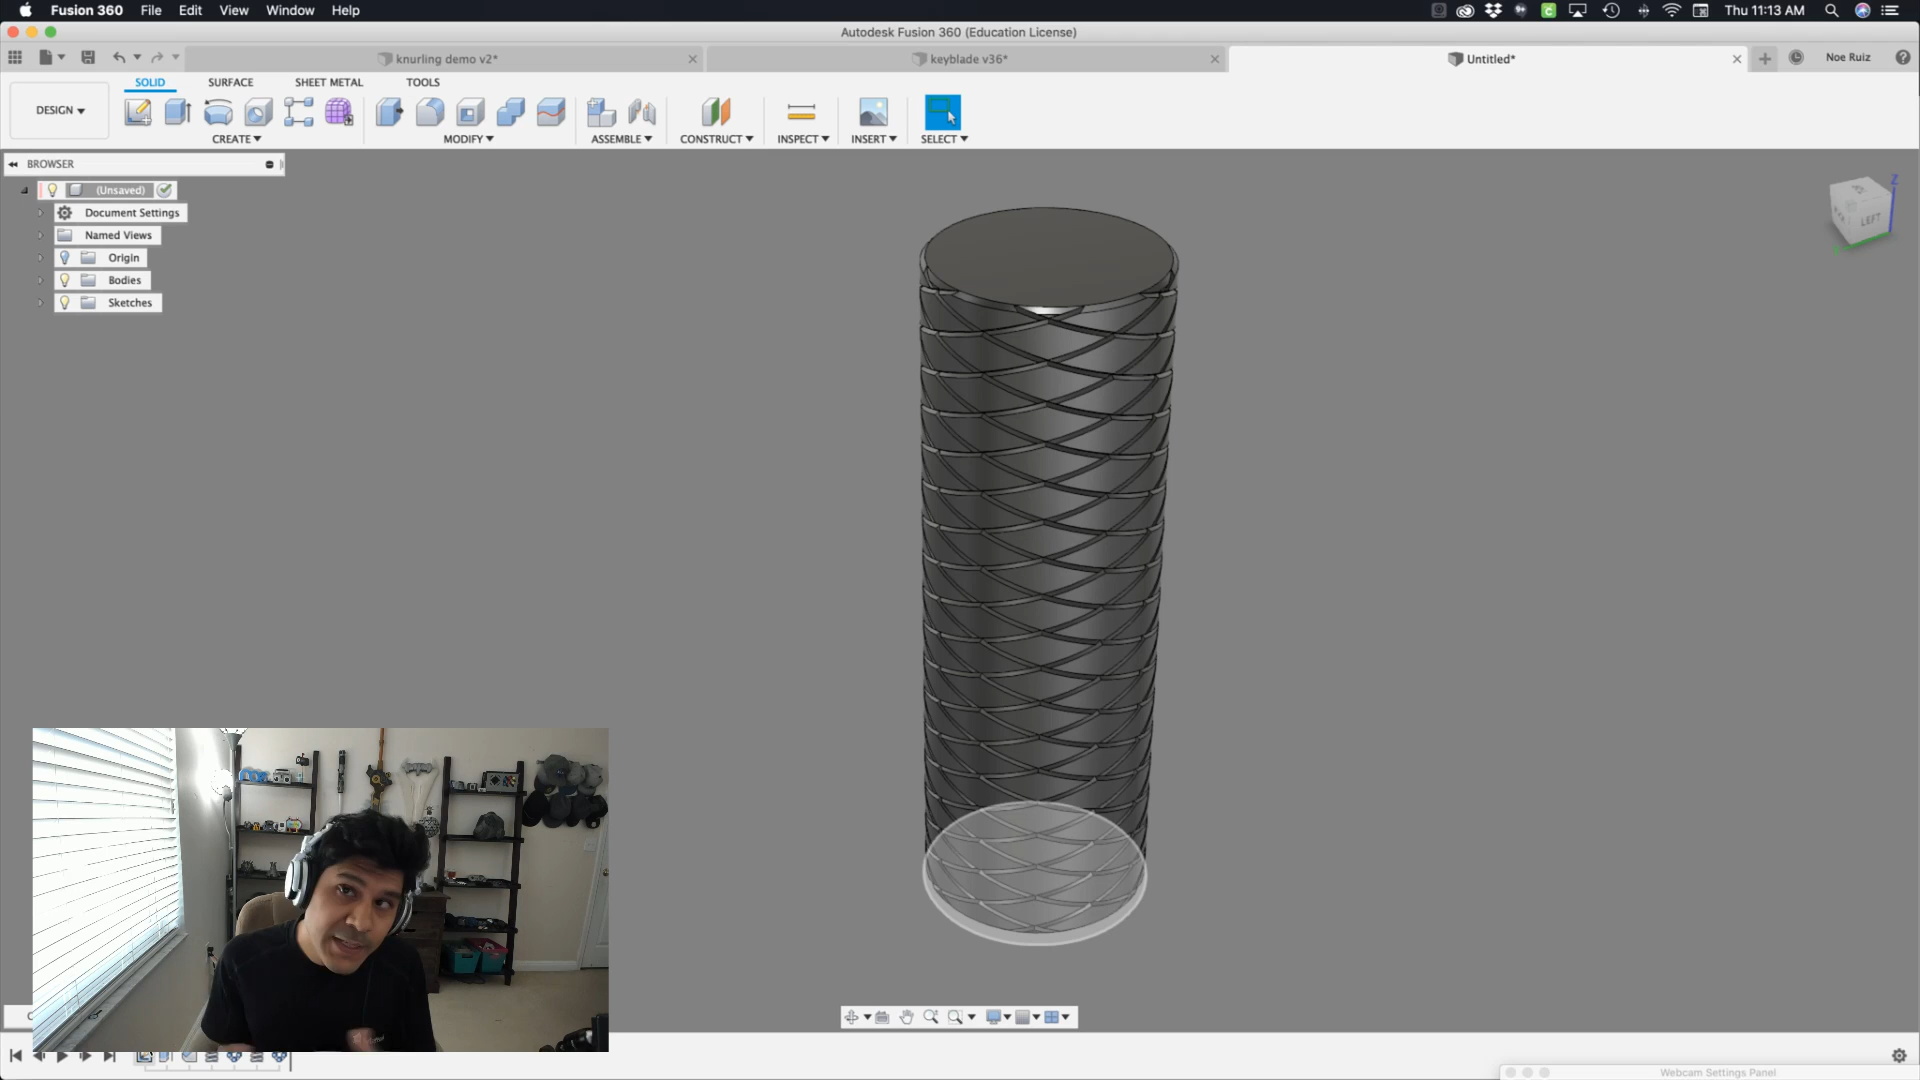 Fusion 360 File Edit View Window Help
Thu 11:13 AM
Autodesk Fusion 360 (Education License)
knurling demo v2*
keyblade v36*
Untitled*
Noe Ruiz
SOLID SURFACE SHEET METAL TOOLS
DESIGN
CREATE MODIFY ASSEMBLE CONSTRUCT INSPECT INSERT SELECT
BROWSER
(Unsaved)
Document Settings
Named Views
Origin
Bodies
Sketches
Z
LEFT
Webcam Settings Panel